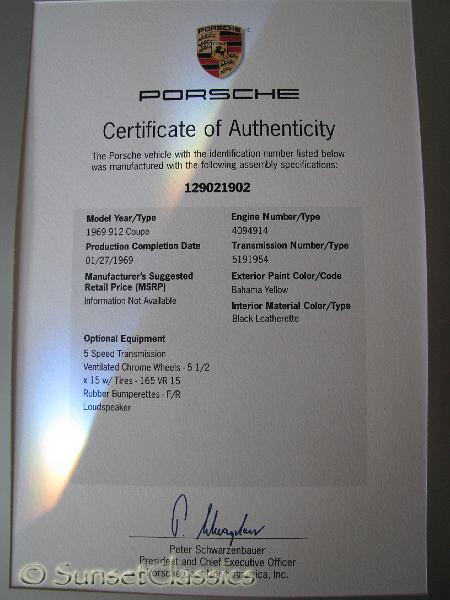 PORSCHE
PORSCHE
Certificate of Authenticity
The Porsche vehicle with the identification number listed below
was manufactured with the following assembly specifications:
129021902
Model Year/Type
1969 912 Coupe
Production Completion Date
01/27/1969
Manufacturer's Suggested
Retail Price (MSRP)
Information Not Available
Engine Number/Type
4094914
Transmission Number/Type
5191954
Exterior Paint Color/Code
Bahama Yellow
Interior Material Color/Type
Black Leatherette
Optional Equipment
5 Speed Transmission
Ventilated Chrome Wheels - 5 1/2
x 15 w/ Tires - 165 VR 15
Rubber Bumperettes - F/R
Loudspeaker
Peter Schwarzenbauer
President and Chief Executive Officer
Porsche Cars North America, Inc.
© SunsetClassics